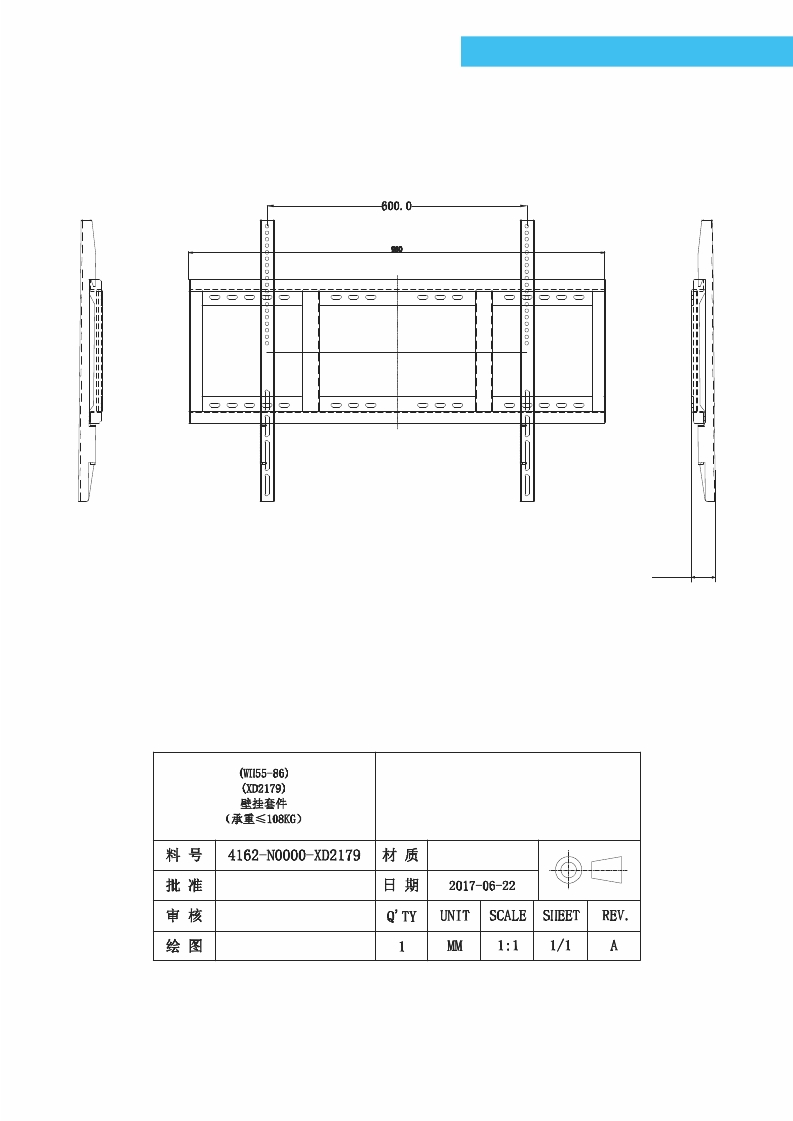 600.0
(WH55-86)
(XD2179)
壁挂套件
(承重≤108KG)
料 号 4162-N0000-XD2179 材 质
批 准 日 期 2017-06-22
审 核 Q'TY UNIT SCALE SHEET REV.
绘 图 1 MM 1:1 1/1 A